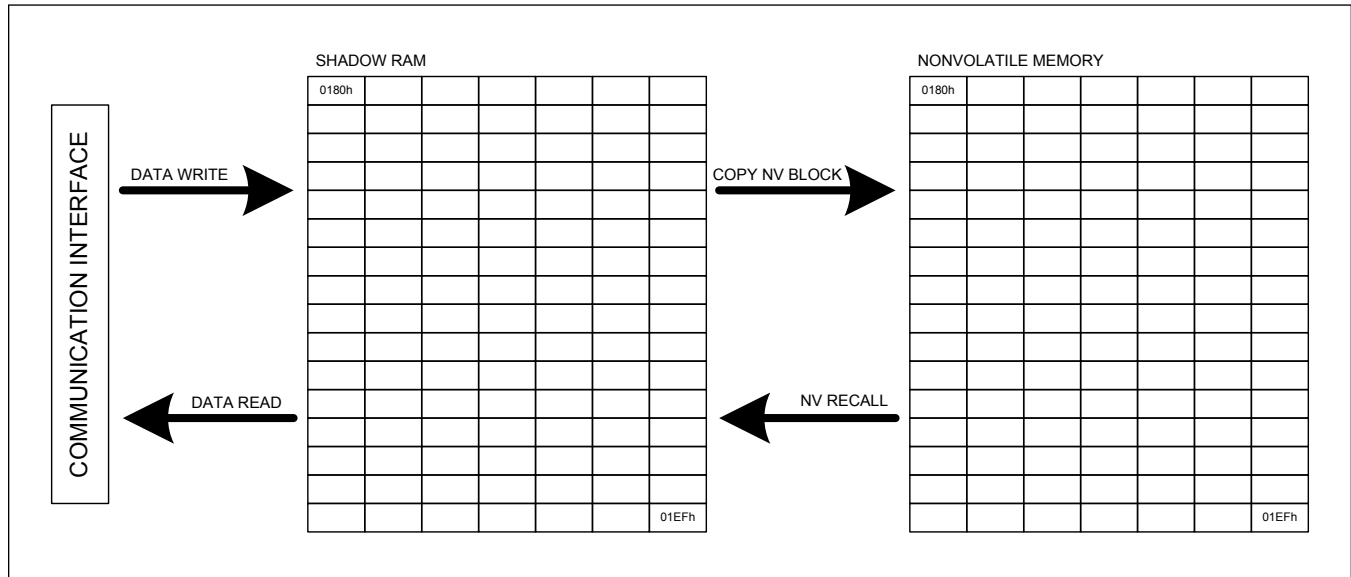 SHADOW RAM
NONVOLATILE MEMORY
0180h
0180h
COMMUNICATION INTERFACE
DATA WRITE
COPY NV BLOCK
DATA READ
NV RECALL
01EFh
01EFh